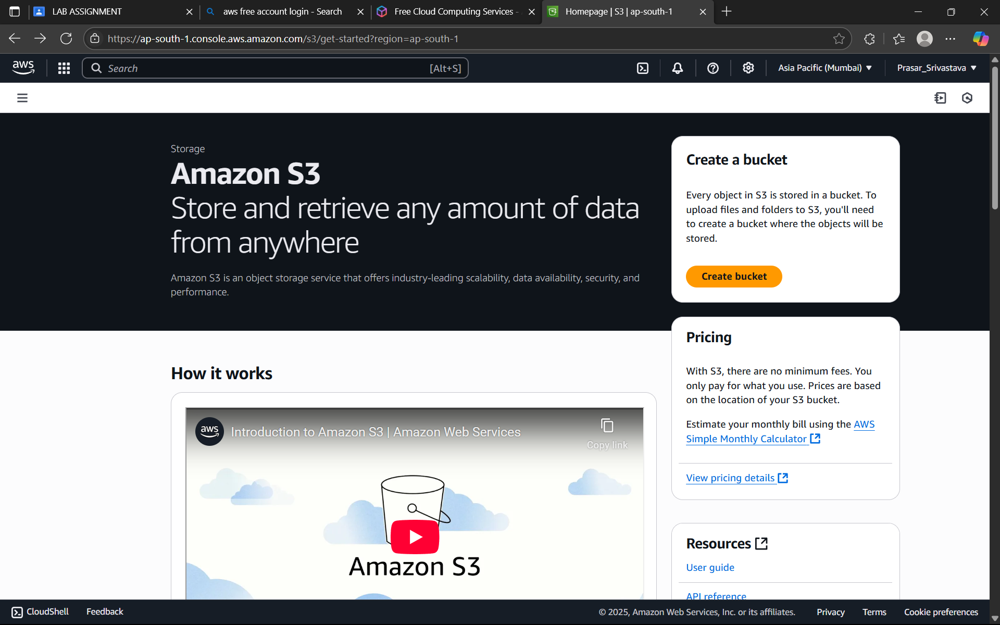 LAB ASSIGNMENT
aws free account login - Search
Free Cloud Computing Services -
Homepage | S3 | ap-south-1
https://ap-south-1.console.aws.amazon.com/s3/get-started?region=ap-south-1
aws
Search
[Alt+S]
Asia Pacific (Mumbai)
Prasar_Srivastava
Storage
Amazon S3
Store and retrieve any amount of data
from anywhere
Amazon S3 is an object storage service that offers industry-leading scalability, data availability, security, and
performance.
Create a bucket
Every object in S3 is stored in a bucket. To
upload files and folders to S3, you'll need
to create a bucket where the objects will be
stored.
Create bucket
Pricing
With S3, there are no minimum fees. You
only pay for what you use. Prices are based
on the location of your S3 bucket.
Estimate your monthly bill using the AWS
Simple Monthly Calculator
View pricing details
How it works
aws
Introduction to Amazon S3 | Amazon Web Services
Copy link
Amazon S3
Resources
User guide
API reference
CloudShell
Feedback
© 2025, Amazon Web Services, Inc. or its affiliates.
Privacy
Terms
Cookie preferences